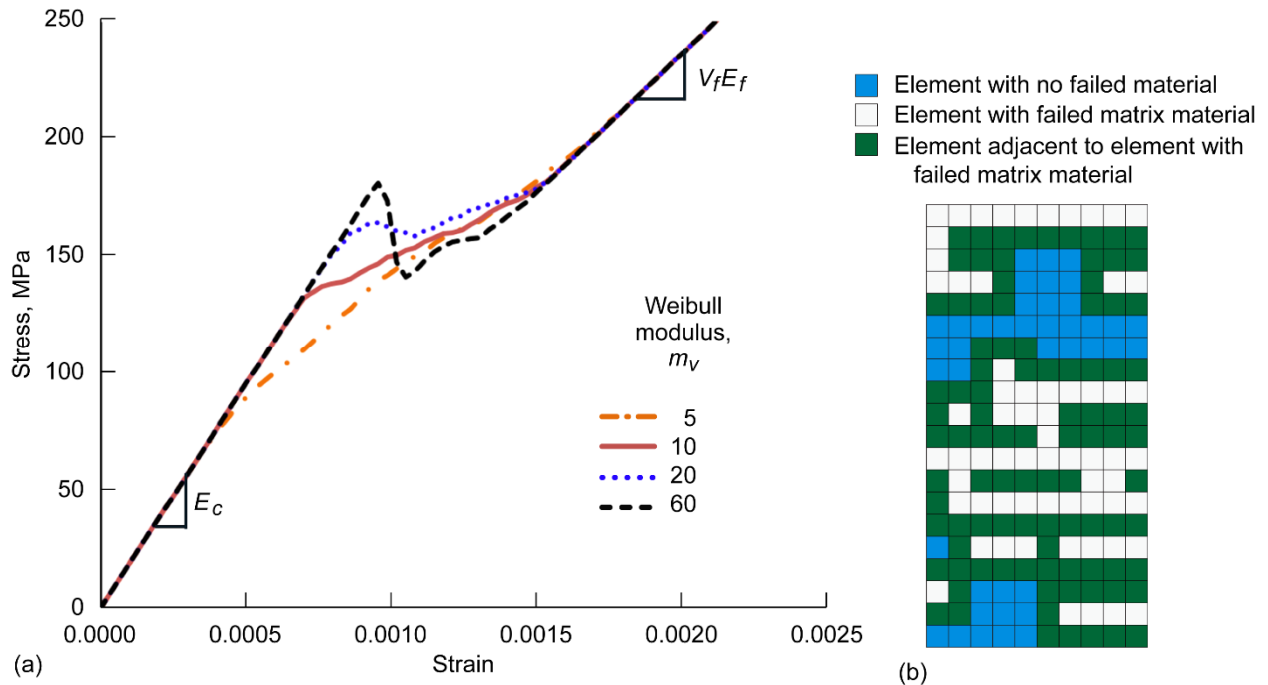 250
200
150
100
50
0
Stress, MPa
0.0000
0.0005
0.0010
0.0015
0.0020
0.0025
Strain
(a)
E_c
V_fE_f
Weibull
modulus,
m_v
5
10
20
60
Element with no failed material
Element with failed matrix material
Element adjacent to element with
failed matrix material
(b)